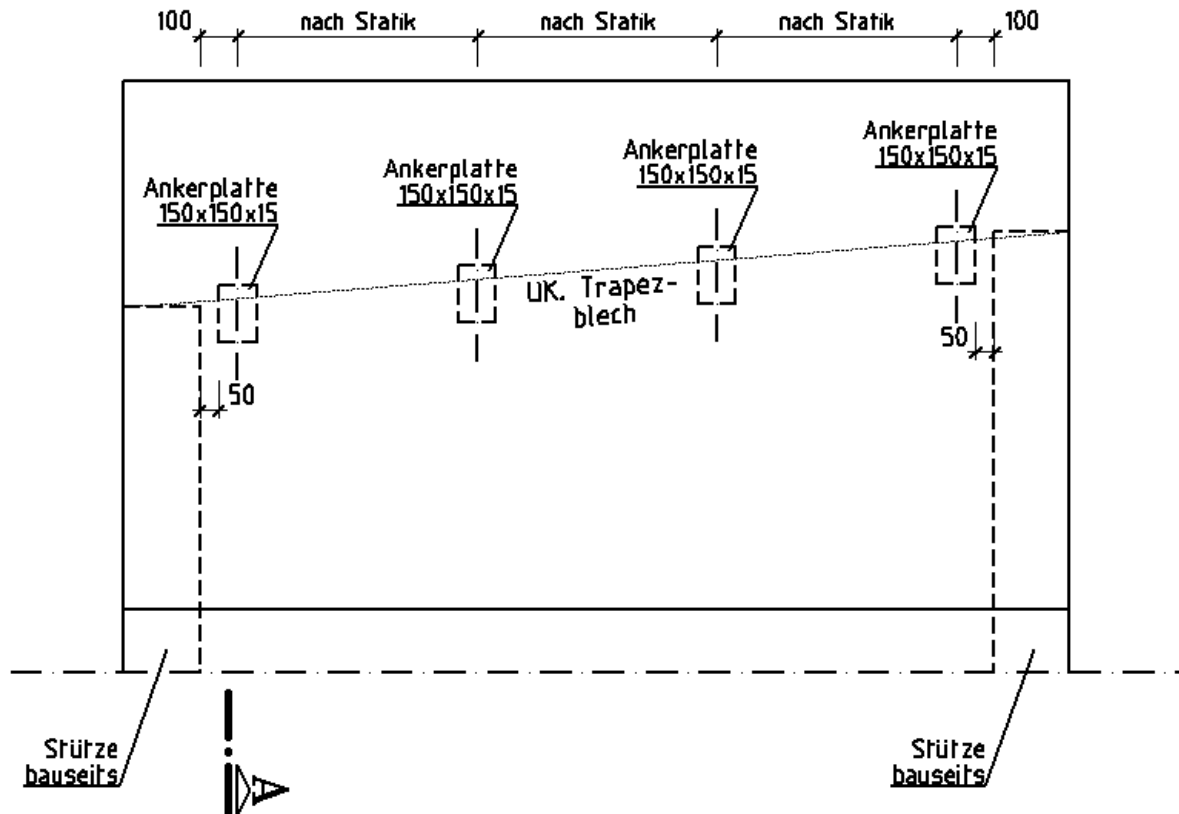 100
nach Statik
nach Statik
nach Statik
100
Ankerplatte
150x150x15
Ankerplatte
150x150x15
Ankerplatte
150x150x15
Ankerplatte
150x150x15
UK. Trapez-
blech
50
50
Stütze
bauseits
Stütze
bauseits
A